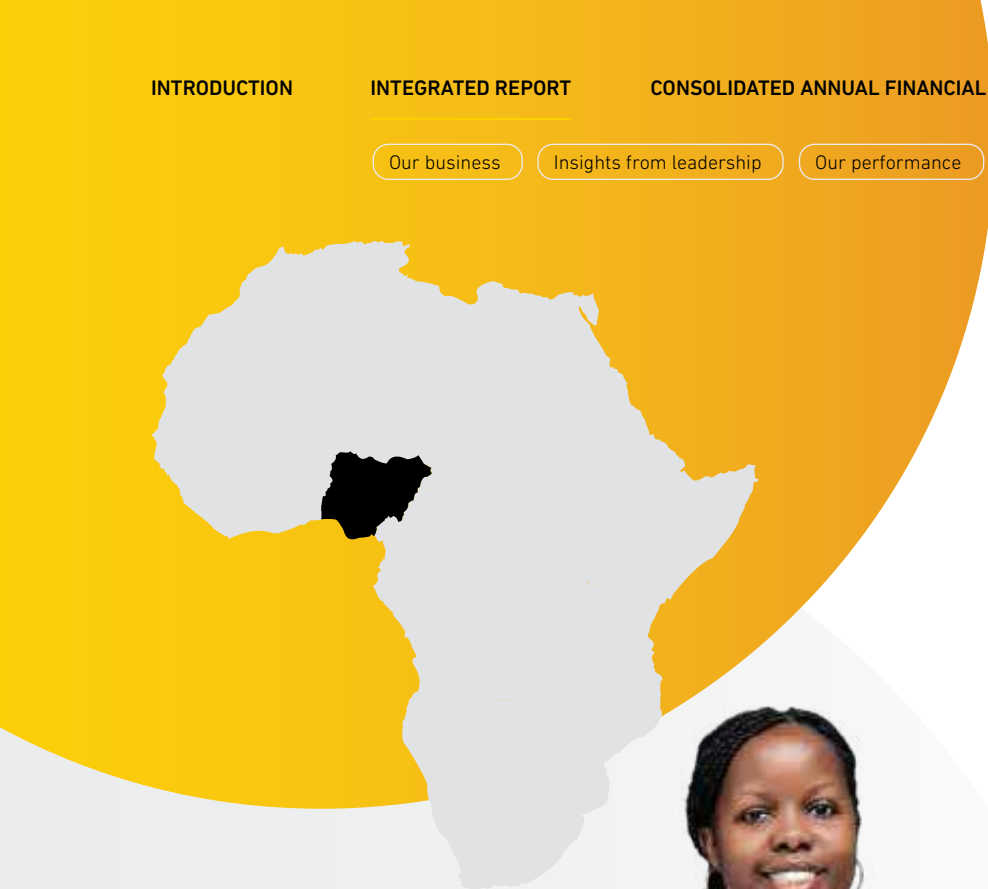 INTRODUCTION INTEGRATED REPORT CONSOLIDATED ANNUAL FINANCIAL
Our business Insights from leadership Our performance